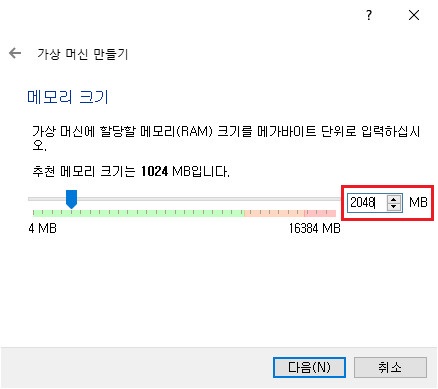 ?
가상 머신 만들기
메모리 크기
가상 머신에 할당할 메모리(RAM) 크기를 메가바이트 단위로 입력하십시
오.
추천 메모리 크기는 1024 MB입니다.
2048 MB
4 MB 16384 MB
다음(N) 취소